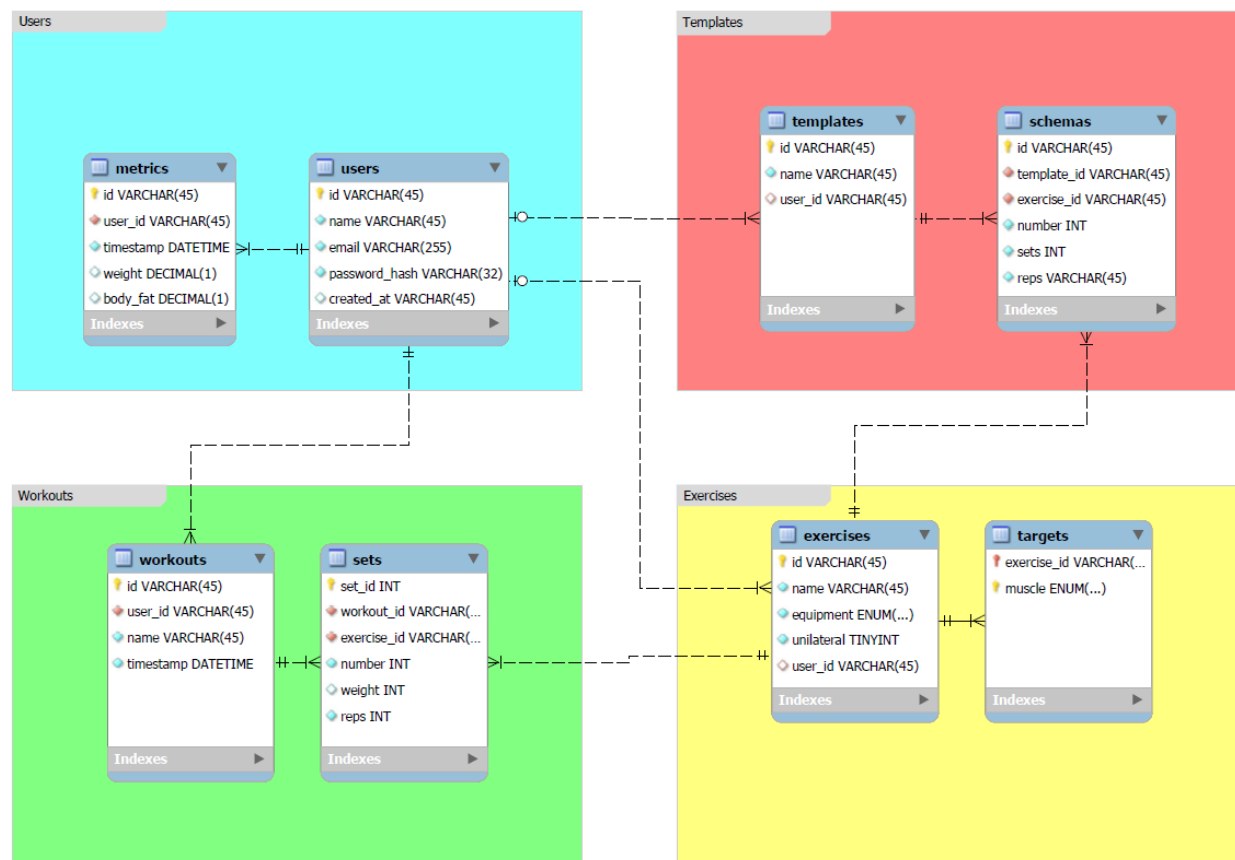 Users
metrics
id VARCHAR(45)
user_id VARCHAR(45)
timestamp DATETIME
weight DECIMAL(1)
body_fat DECIMAL(1)
Indexes
users
id VARCHAR(45)
name VARCHAR(45)
email VARCHAR(255)
password_hash VARCHAR(32)
created_at VARCHAR(45)
Indexes
Templates
templates
id VARCHAR(45)
name VARCHAR(45)
user_id VARCHAR(45)
Indexes
schemas
id VARCHAR(45)
template_id VARCHAR(45)
exercise_id VARCHAR(45)
number INT
sets INT
reps VARCHAR(45)
Indexes
Workouts
workouts
id VARCHAR(45)
user_id VARCHAR(45)
name VARCHAR(45)
timestamp DATETIME
Indexes
sets
set_id INT
workout_id VARCHAR(...
exercise_id VARCHAR(...
number INT
weight INT
reps INT
Indexes
Exercises
exercises
id VARCHAR(45)
name VARCHAR(45)
equipment ENUM(...)
unilateral TINYINT
user_id VARCHAR(45)
Indexes
targets
exercise_id VARCHAR(...
muscle ENUM(...)
Indexes